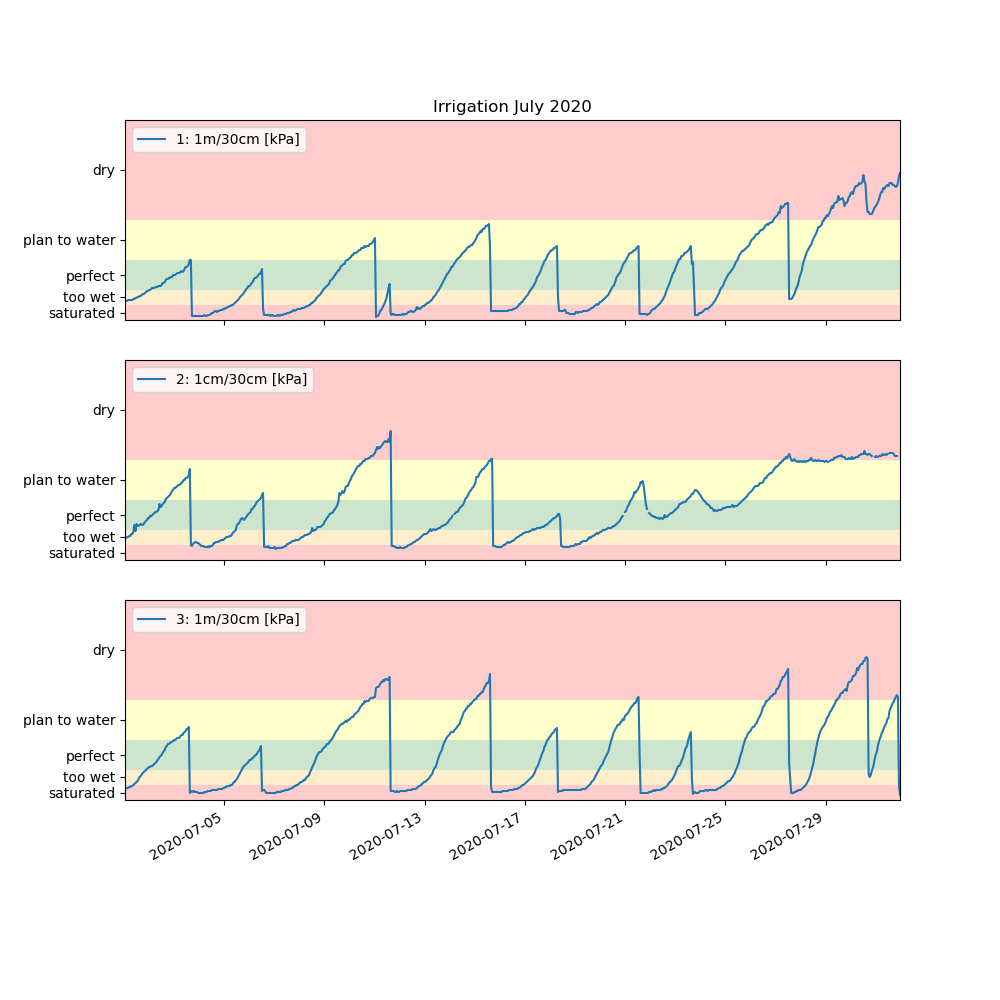 Irrigation July 2020
1: 1m/30cm [kPa]
dry
plan to water
perfect
too wet
saturated
2: 1cm/30cm [kPa]
dry
plan to water
perfect
too wet
saturated
3: 1m/30cm [kPa]
dry
plan to water
perfect
too wet
saturated
2020-07-05
2020-07-09
2020-07-13
2020-07-17
2020-07-21
2020-07-25
2020-07-29